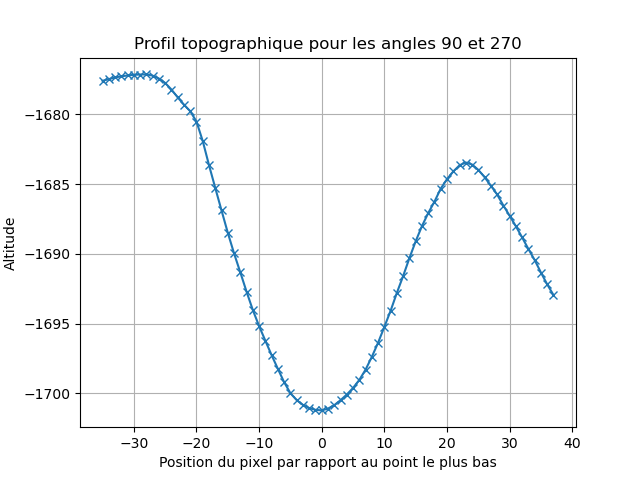 Profil topographique pour les angles 90 et 270
−1680
−1685
−1690
−1695
−1700
Altitude
−30 −20 −10 0 10 20 30 40
Position du pixel par rapport au point le plus bas